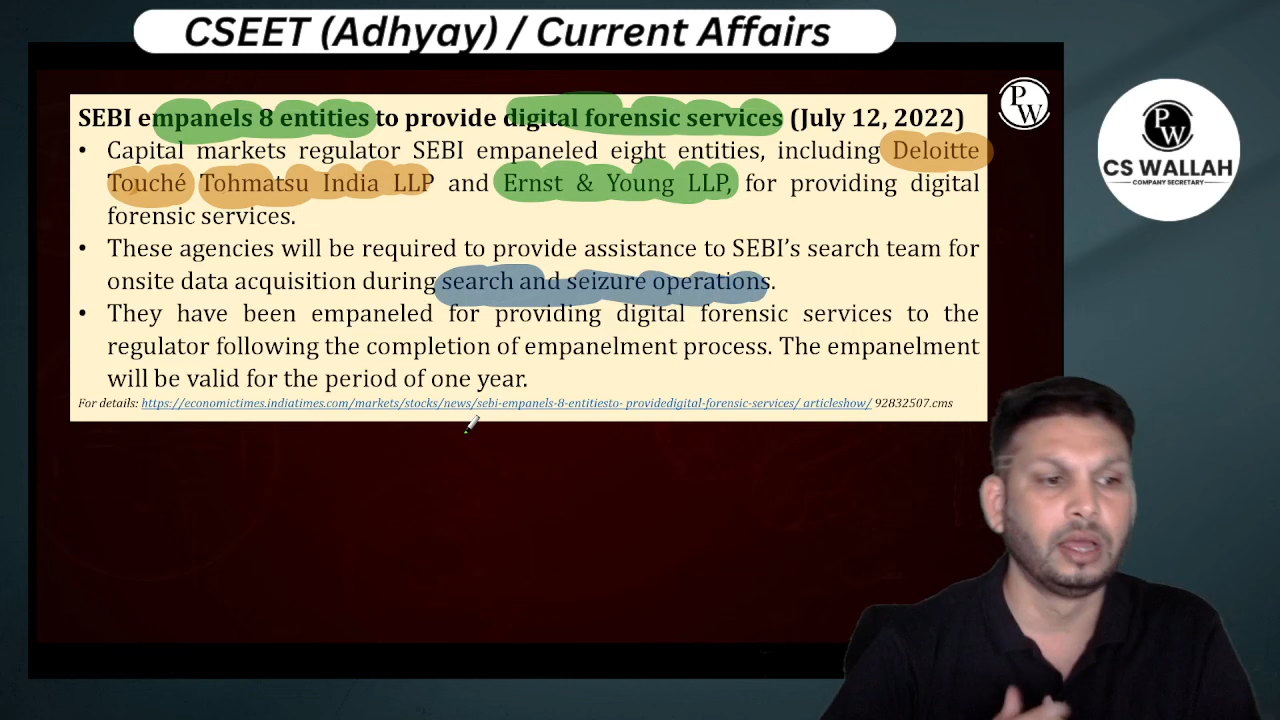 CSEET (Adhyay) / Current Affairs
SEBI empanels 8 entities to provide digital forensic services (July 12, 2022)
• Capital markets regulator SEBI empaneled eight entities, including Deloitte
Touché Tohmatsu India LLP and Ernst & Young LLP, for providing digital
forensic services.
• These agencies will be required to provide assistance to SEBI’s search team for
onsite data acquisition during search and seizure operations.
• They have been empaneled for providing digital forensic services to the
regulator following the completion of empanelment process. The empanelment
will be valid for the period of one year.
For details: https://economictimes.indiatimes.com/markets/stocks/news/sebi-empanels-8-entitiesto- providedigital-forensic-services/ articleshow/ 92832507.cms
PW
PW
CS WALLAH
COMPANY SECRETARY